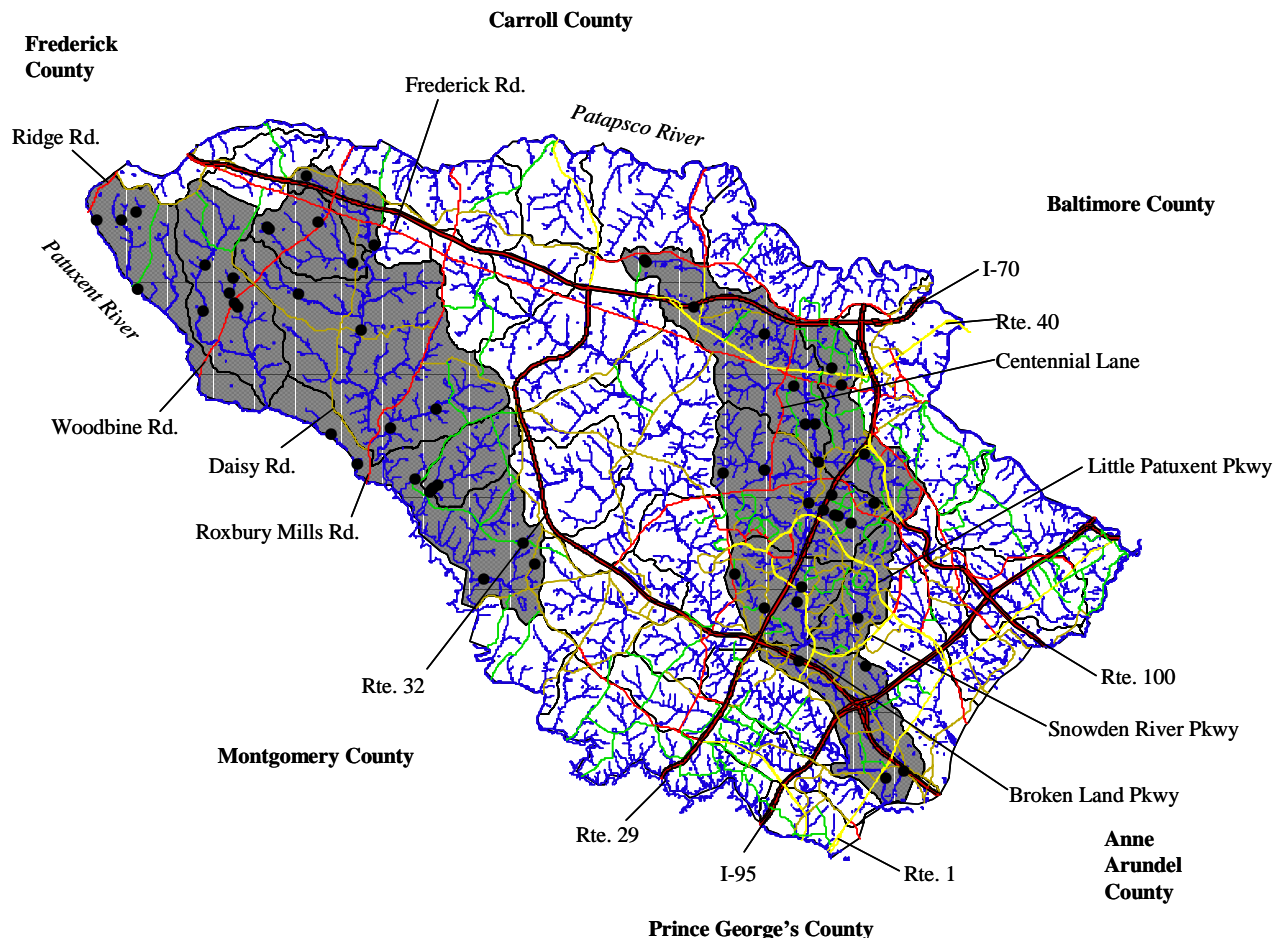 Carroll County
Frederick
County
Frederick Rd.
Patapsco River
Ridge Rd.
Baltimore County
Patuxent River
I-70
Rte. 40
Centennial Lane
Woodbine Rd.
Daisy Rd.
Little Patuxent Pkwy
Roxbury Mills Rd.
Rte. 32
Rte. 100
Snowden River Pkwy
Montgomery County
Broken Land Pkwy
Rte. 29
Anne
Arundel
County
I-95
Rte. 1
Prince George's County